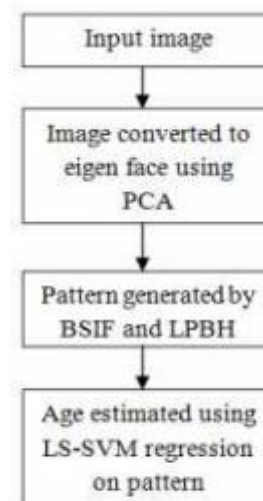 Input image
Image converted to
eigen face using
PCA
Pattern generated by
BSIF and LPBH
Age estimated using
LS-SVM regression
on pattern